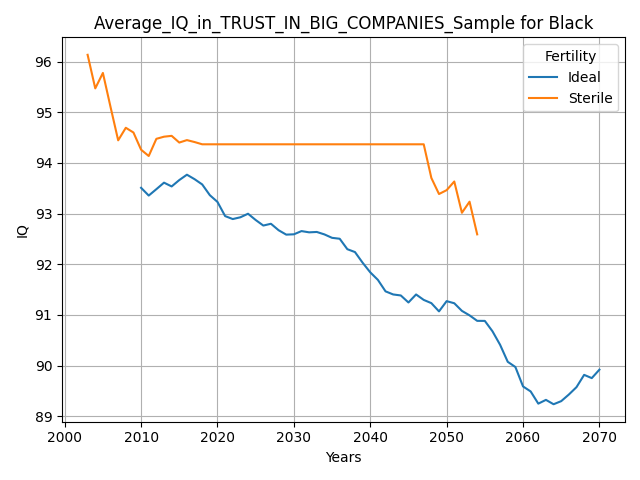 Average_IQ_in_TRUST_IN_BIG_COMPANIES_Sample for Black
Fertility
Ideal
Sterile
IQ
96
95
94
93
92
91
90
89
2000
2010
2020
2030
2040
2050
2060
2070
Years